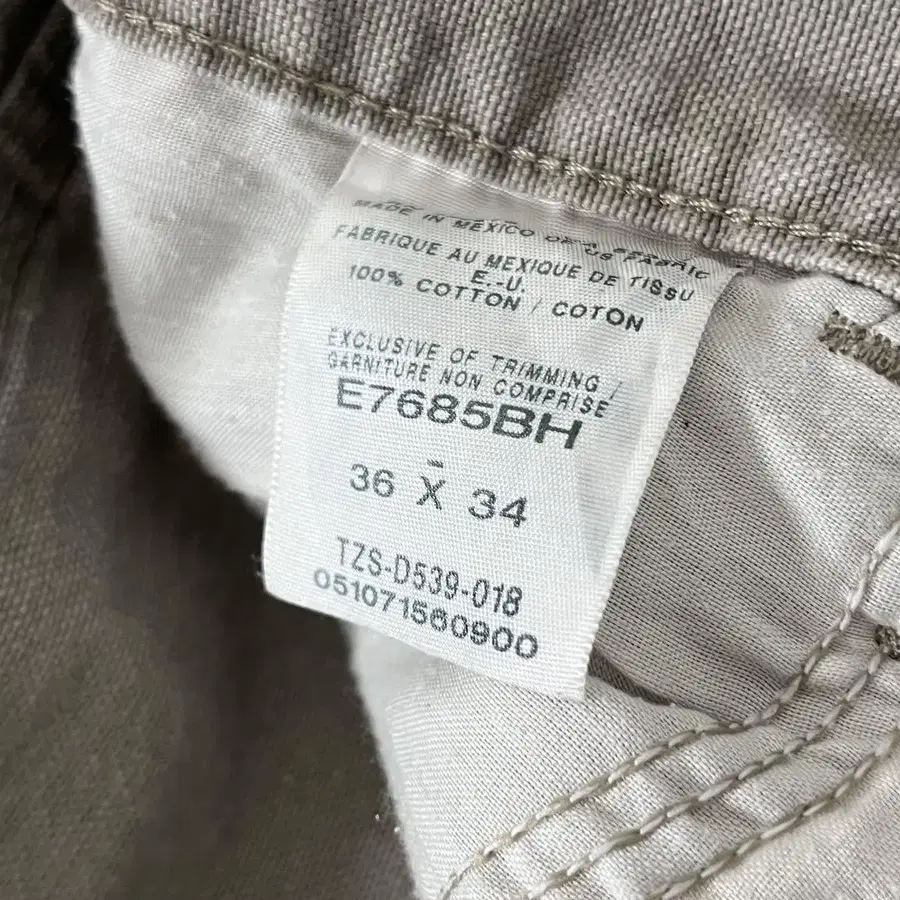 MADE IN MEXICO OF A FABRIC
US
FABRIQUE AU MEXIQUE DE TISSU
E.-U.
100% COTTON / COTON
EXCLUSIVE OF TRIMMING /
GARNITURE NON COMPRISE
E7685BH
36 X 34
TZS-D539-018
051071560900